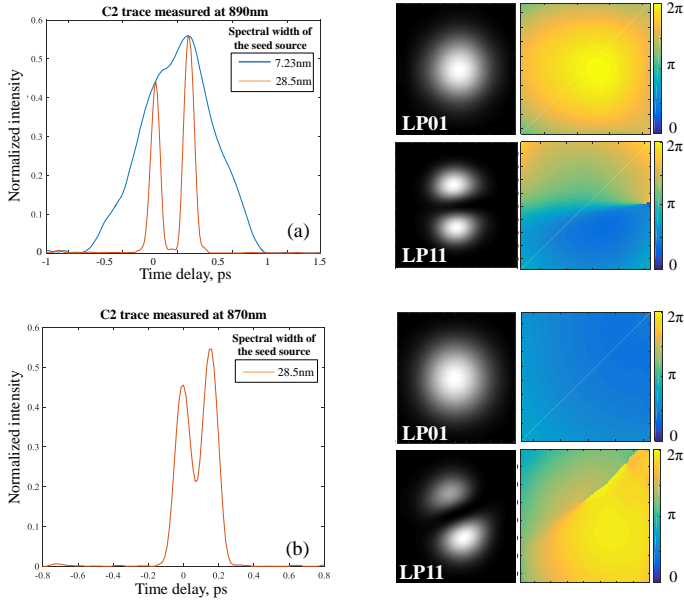 C2 trace measured at 890nm
Normalized intensity
0.6
0.5
0.4
0.3
0.2
0.1
0
-1
-0.5
0
0.5
1
1.5
Time delay, ps
Spectral width of
the seed source
7.23nm
28.5nm
(a)
LP01
2π
π
0
LP11
2π
π
0
C2 trace measured at 870nm
Normalized intensity
0.6
0.5
0.4
0.3
0.2
0.1
0
-0.8
-0.6
-0.4
-0.2
0
0.2
0.4
0.6
0.8
Time delay, ps
Spectral width of
the seed source
28.5nm
(b)
LP01
2π
π
0
LP11
2π
π
0